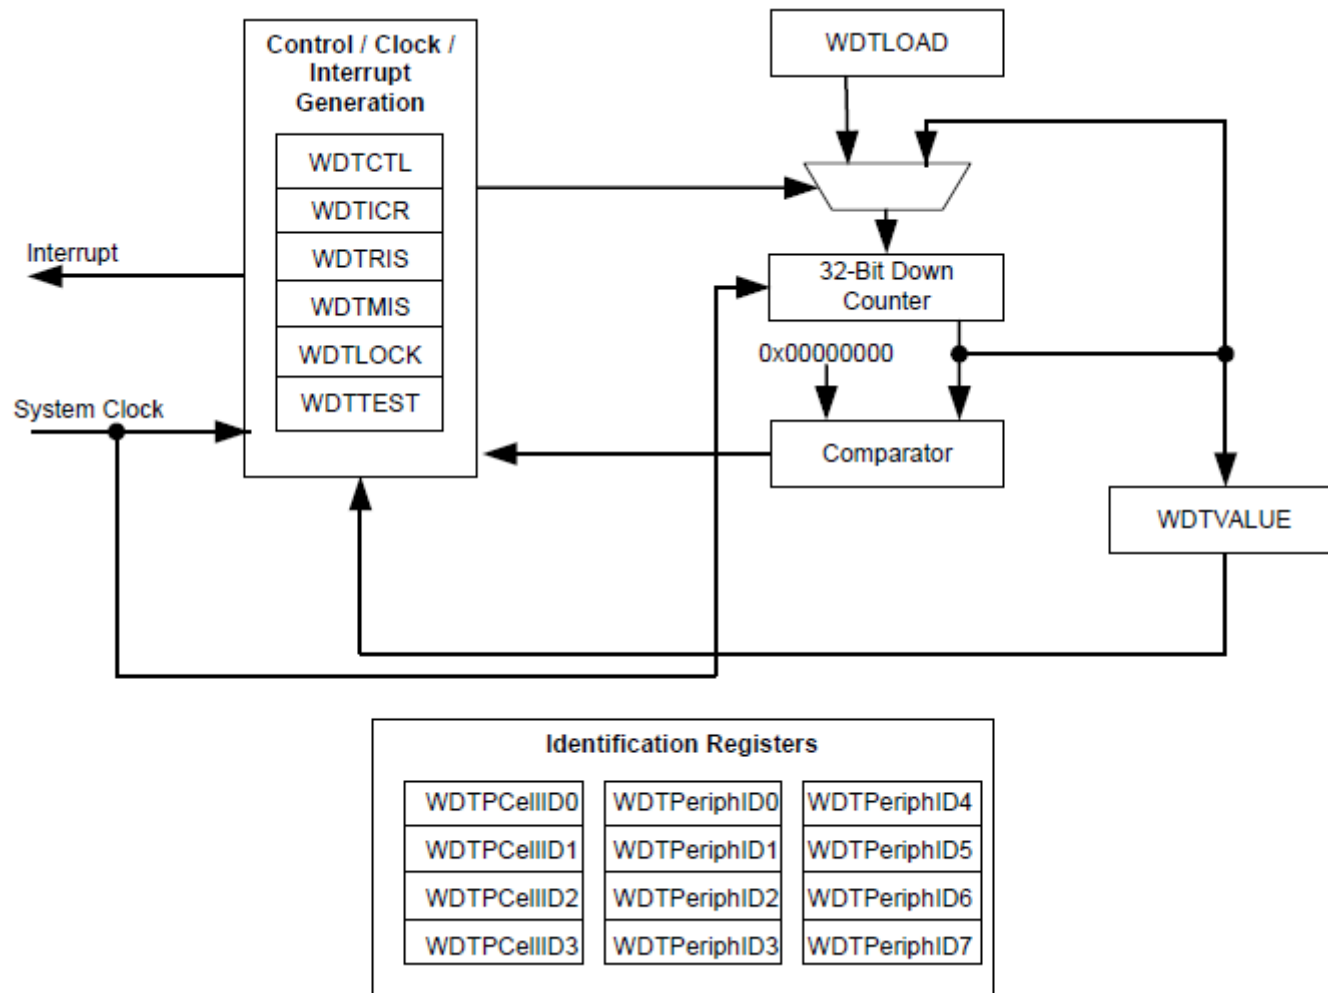 Control / Clock /
Interrupt
Generation
WDTCTL
WDTICR
WDTRIS
WDTMIS
WDTLOCK
WDTTEST
Interrupt
System Clock
WDTLOAD
32-Bit Down
Counter
0x00000000
Comparator
WDTVALUE
Identification Registers
WDTPCellID0
WDTPeriphID0
WDTPeriphID4
WDTPCellID1
WDTPeriphID1
WDTPeriphID5
WDTPCellID2
WDTPeriphID2
WDTPeriphID6
WDTPCellID3
WDTPeriphID3
WDTPeriphID7